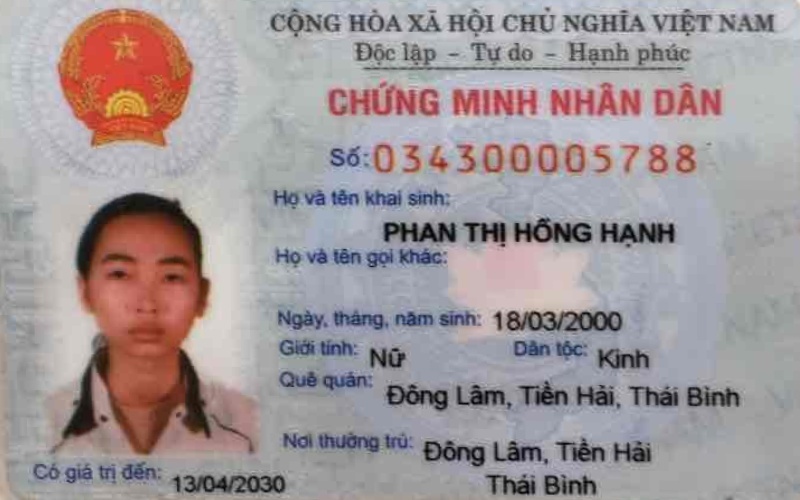 CỘNG HÒA XÃ HỘI CHỦ NGHĨA VIỆT NAM
Độc lập - Tự do - Hạnh phúc
CHỨNG MINH NHÂN DÂN
Số: 034300005788
Họ và tên khai sinh:
PHAN THỊ HỒNG HẠNH
Họ và tên gọi khác:
Ngày, tháng, năm sinh: 18/03/2000
Giới tính: Nữ Dân tộc: Kinh
Quê quán: Đông Lâm, Tiền Hải, Thái Bình
Nơi thường trú: Đông Lâm, Tiền Hải
Thái Bình
Có giá trị đến: 13/04/2030